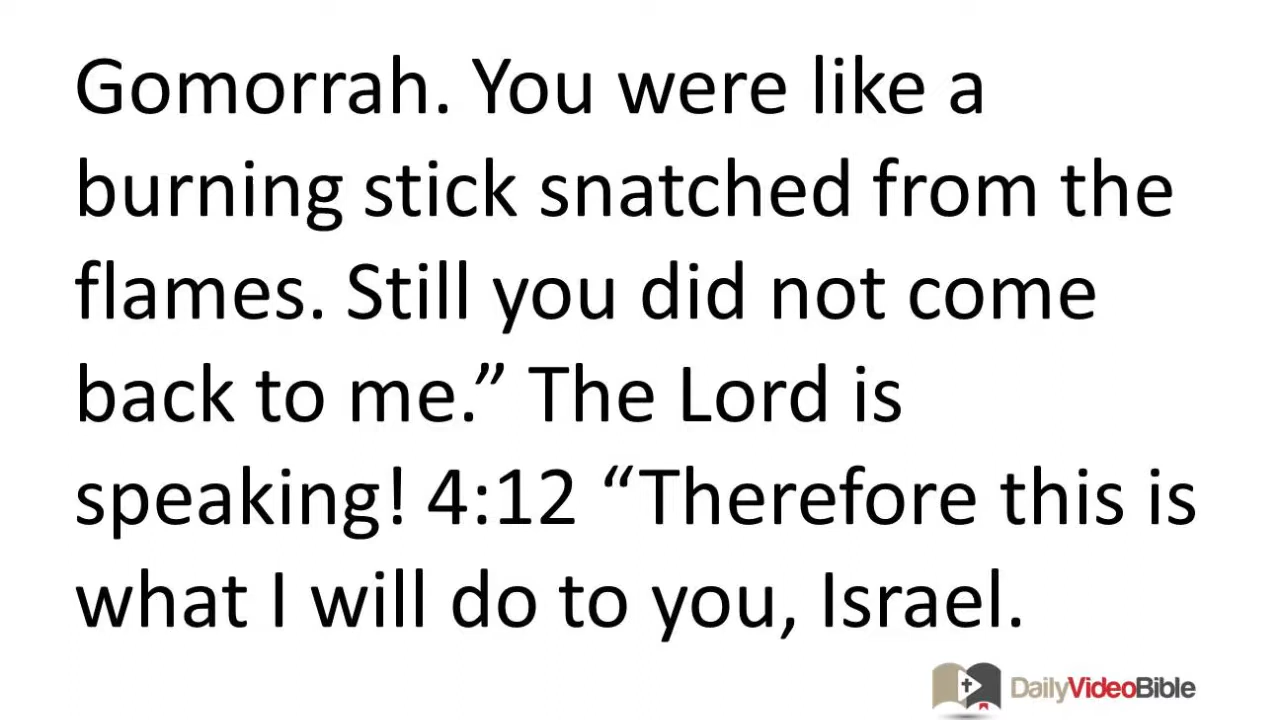 Gomorrah. You were like a
burning stick snatched from the
flames. Still you did not come
back to me.” The Lord is
speaking! 4:12 “Therefore this is
what I will do to you, Israel.
DailyVideoBible